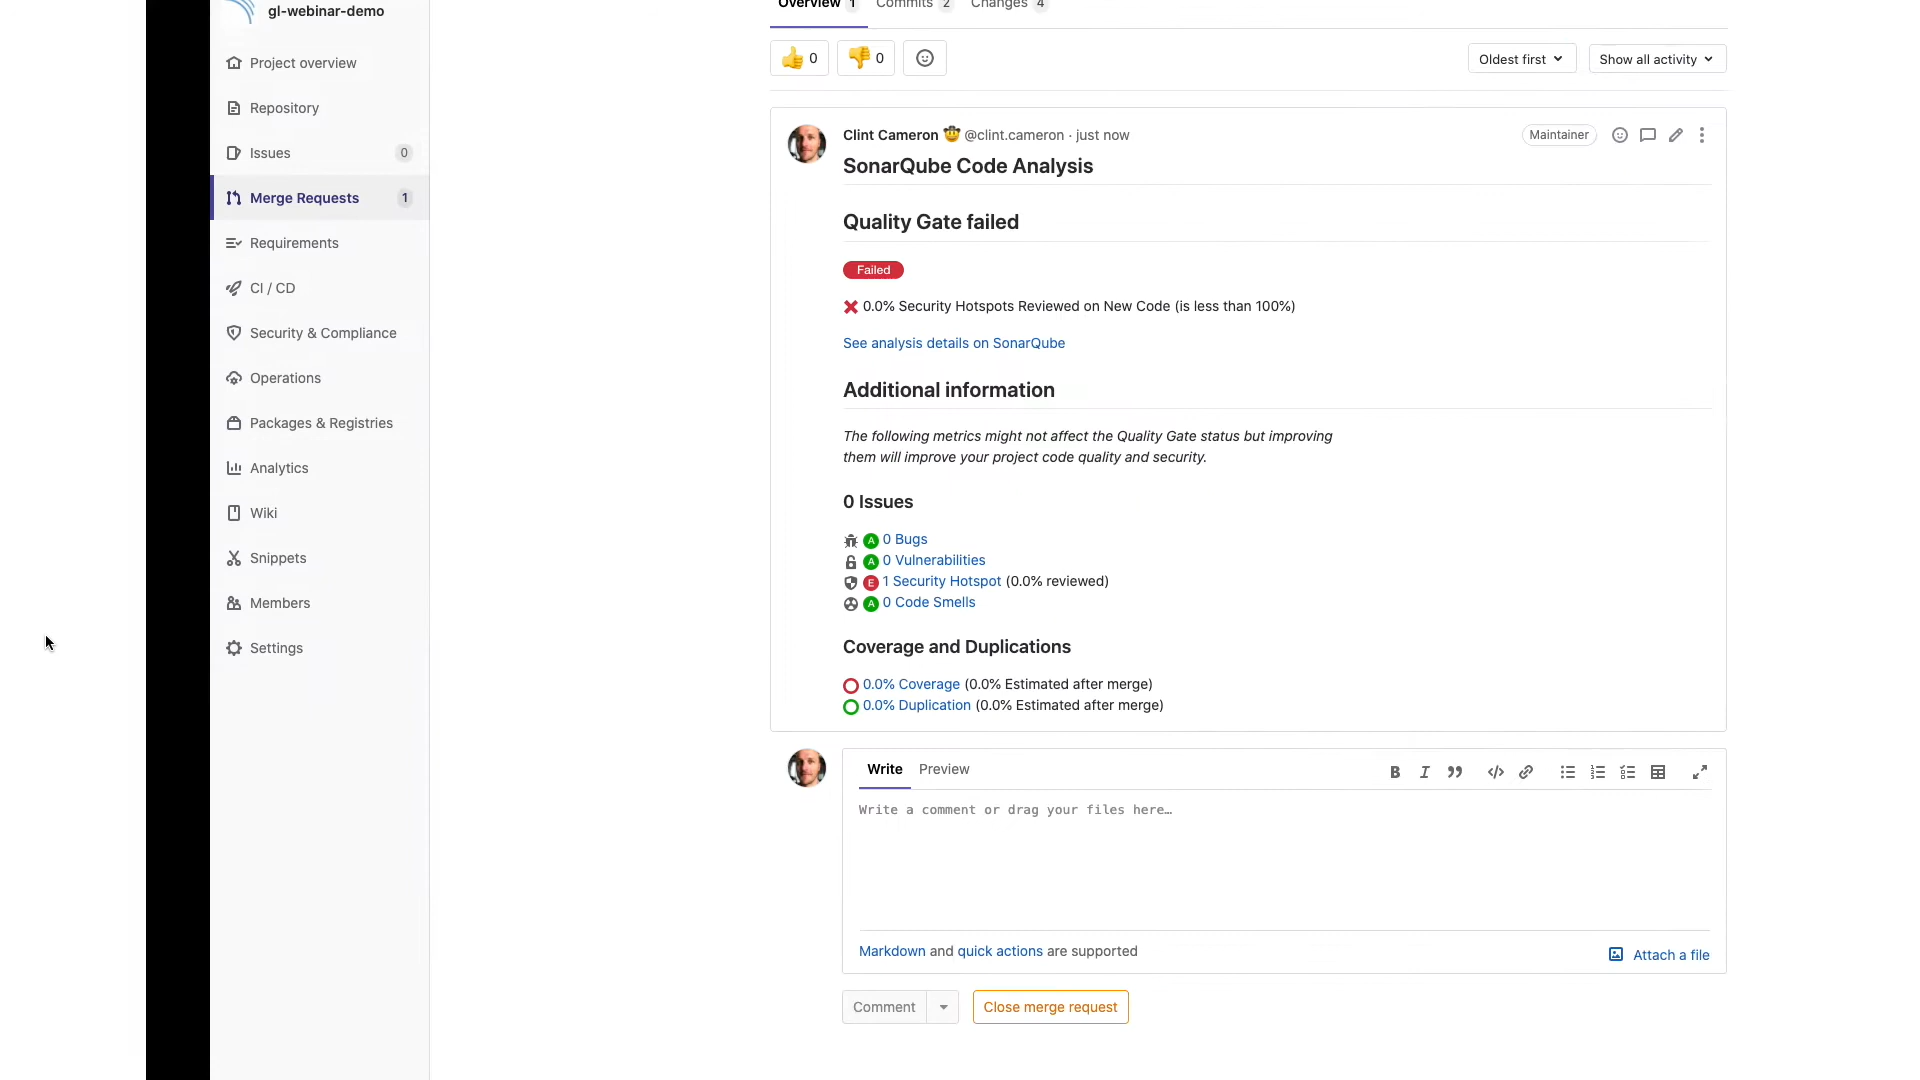 gl-webinar-demo
Project overview
Repository
Issues 0
Merge Requests 1
Requirements
CI / CD
Security & Compliance
Operations
Packages & Registries
Analytics
Wiki
Snippets
Members
Settings
Overview 1 Commits 2 Changes 4
0 0
Oldest first Show all activity
Clint Cameron @clint.cameron · just now Maintainer
SonarQube Code Analysis
Quality Gate failed
Failed
0.0% Security Hotspots Reviewed on New Code (is less than 100%)
See analysis details on SonarQube
Additional information
The following metrics might not affect the Quality Gate status but improving
them will improve your project code quality and security.
0 Issues
A 0 Bugs
A 0 Vulnerabilities
E 1 Security Hotspot (0.0% reviewed)
A 0 Code Smells
Coverage and Duplications
0.0% Coverage (0.0% Estimated after merge)
0.0% Duplication (0.0% Estimated after merge)
Write Preview
Write a comment or drag your files here…
Markdown and quick actions are supported
Attach a file
Comment Close merge request